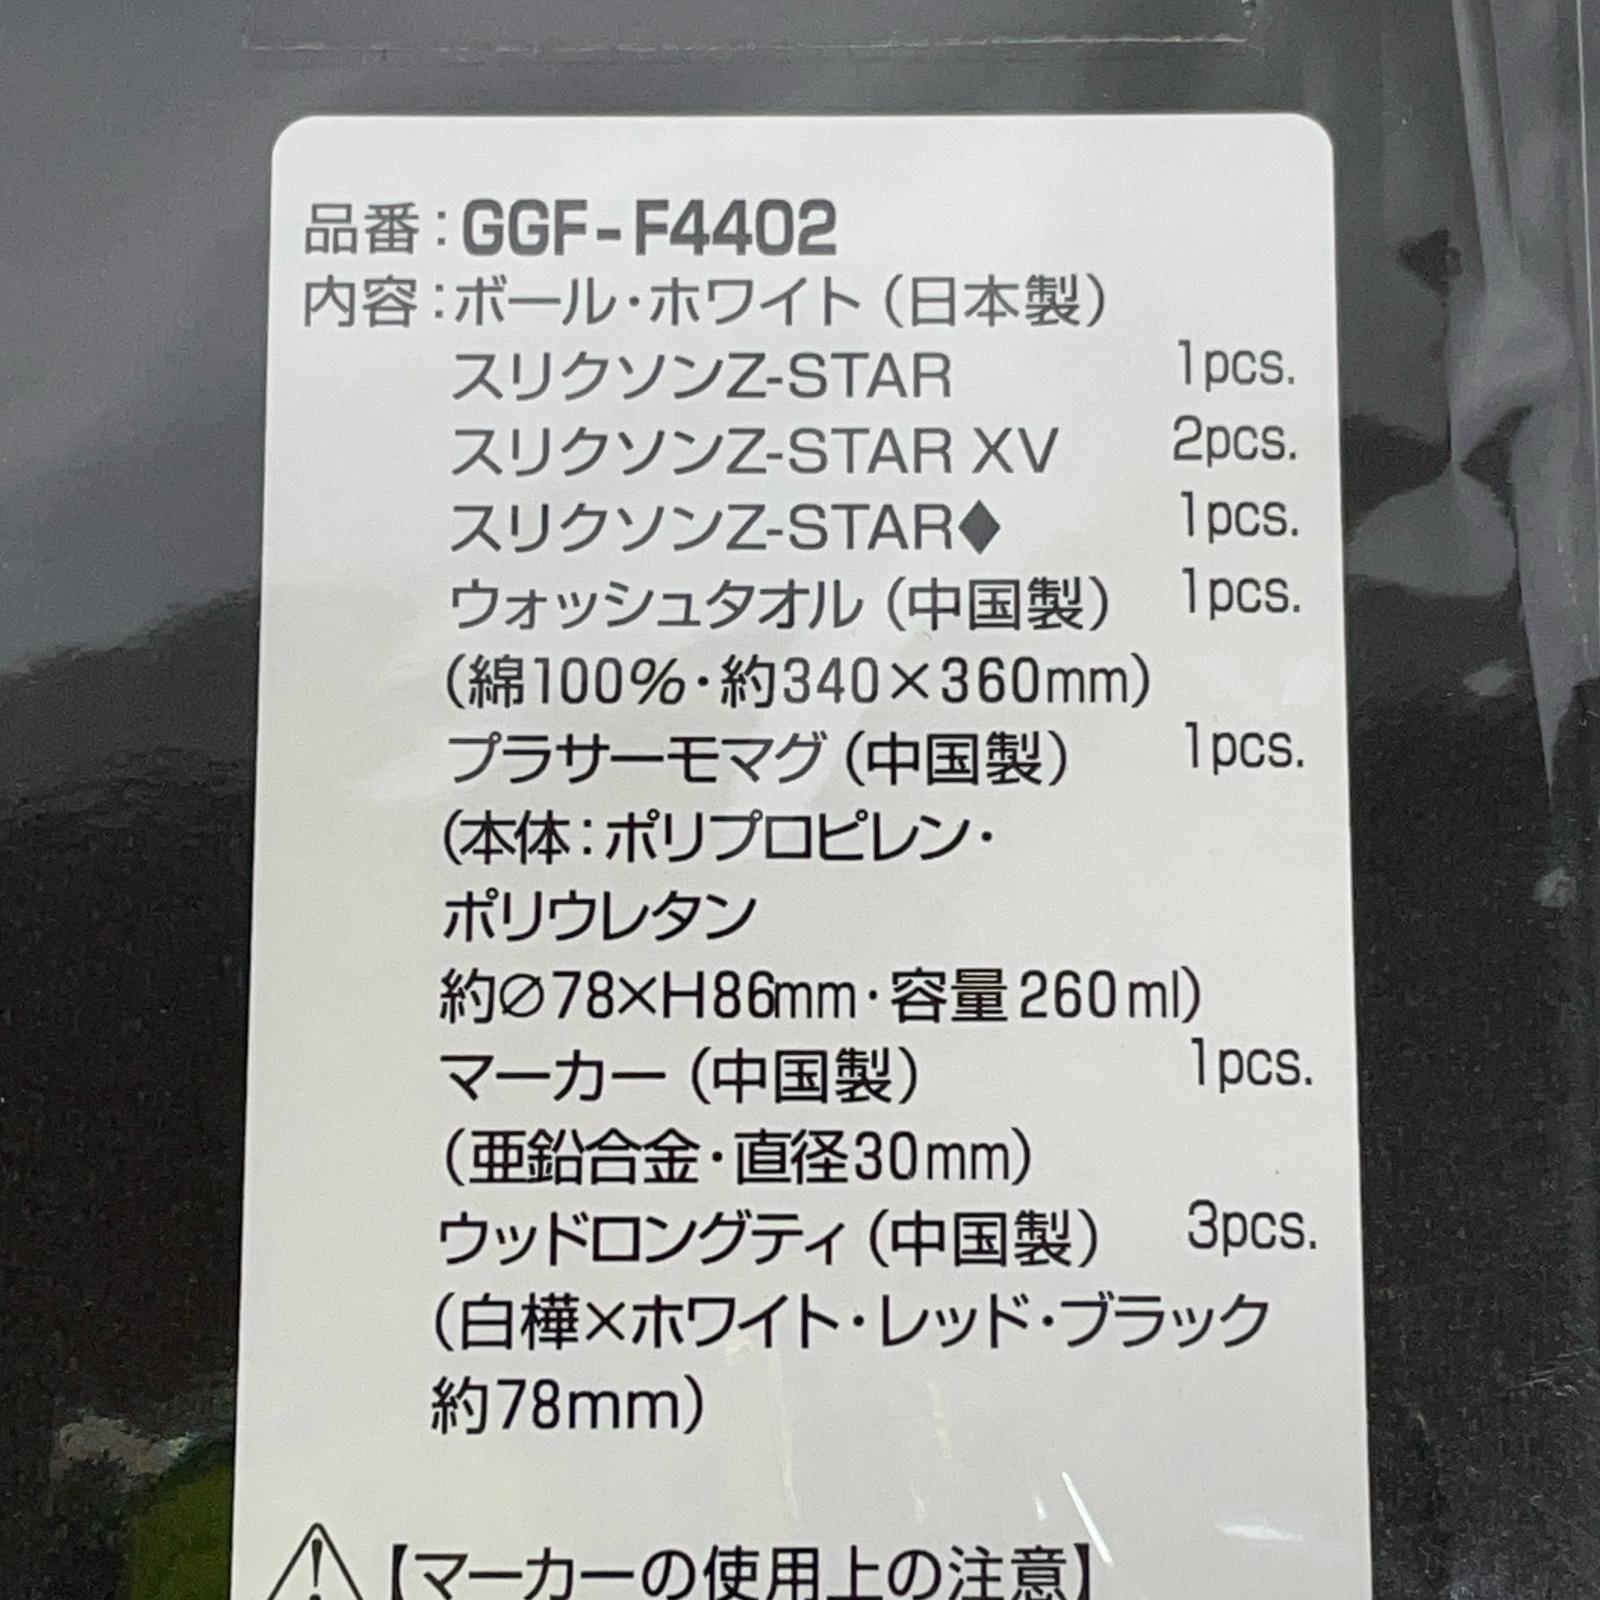 品番:GGF-F4402
内容:ボール・ホワイト（日本製）
スリクソンZ-STAR 1pcs.
スリクソンZ-STAR XV 2pcs.
スリクソンZ-STAR♦ 1pcs.
ウォッシュタオル（中国製） 1pcs.
（綿100%・約340×360mm）
プラサーモマグ（中国製） 1pcs.
（本体:ポリプロピレン・
ポリウレタン
約∅78×H86mm・容量260ml）
マーカー（中国製） 1pcs.
（亜鉛合金・直径30mm）
ウッドロングティ（中国製） 3pcs.
（白樺×ホワイト・レッド・ブラック
約78mm）
⚠【マーカーの使用上の注意】